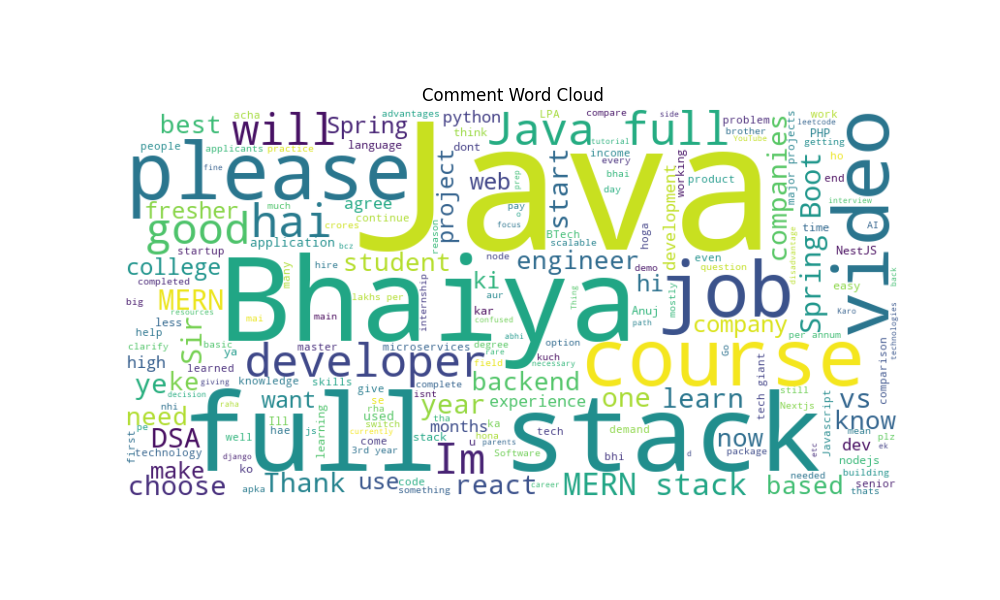 Comment Word Cloud
acha
advantages
LPA
compare
side
work
best
will
Spring
python
Java full
problem
leetcode
PHP
think
brother
YouTube
getting
people
applicants
practice
language
dont
tutorial
income
every
companies
major projects
please
Java
fine
web
prep
start
bhai
day
working
product
Boot
ho
end
interview
video
fresher
hai
agree
project
pay
focus
development
good
much
continue
crores
reason
BTech
scalable
hoga
time
AI
application
bcz
startup
node
engineer
even
NestJS
college
many
hire
student
ki
demo
question
disadvantage
Spring
easy
back
completed
lakhs per
internship
aur
hi
job
mostly
big
MERN
resources
mai
main
Bhaiya
kar
confused
Thing
Anuj
path
company
Karo
technologies
less
help
Sir
abhi
option
Go
per annum
clarify
basic
master
microservices
degree
rare
kuch
course
comparison
high
ya
learned
developer
field
necessary
tech giant
ye
ke
giving
knowledge
skills
give
complete
backend
still
decision
nhi
raha
want
se
isnt
year
experience
one
learn
Nextjs
vs
need
full stack
Ill
rha
used
tha
switch
currently
months
ka
demand
know
Javascript
pe
first
DSA
well
hae
js
learning
come
stack
hona
u
parents
tech
now
mean
plz
dev
ek
technology
django
3rd year
Im
Software
bhi
d
package
etc
nodejs
make
ko
code
needed
building
senior
choose
apka
Thank
use
something
react
career
MERN stack
based
thats